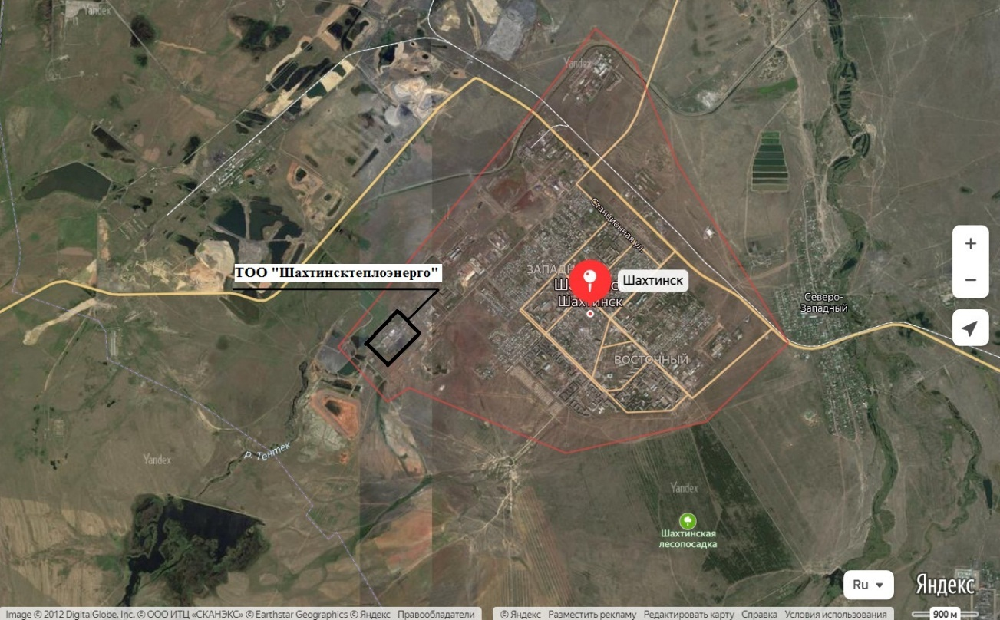 Yandex
Yandex
Станционная ул.
ТОО "Шахтинсктеплоэнерго"
ЗАПАДН
Шахтинск
Шахтинск
Северо-
Западный
ВОСТОЧНЫЙ
р. Тентек
Yandex
Yandex
Шахтинская
лесопосадка
Ru
Яндекс
Image © 2012 DigitalGlobe, Inc. © ООО ИТЦ «СКАНЭКС» © Earthstar Geographics © Яндекс Правообладатели
© Яндекс Разместить рекламу Редактировать карту Справка Условия использования
900 м